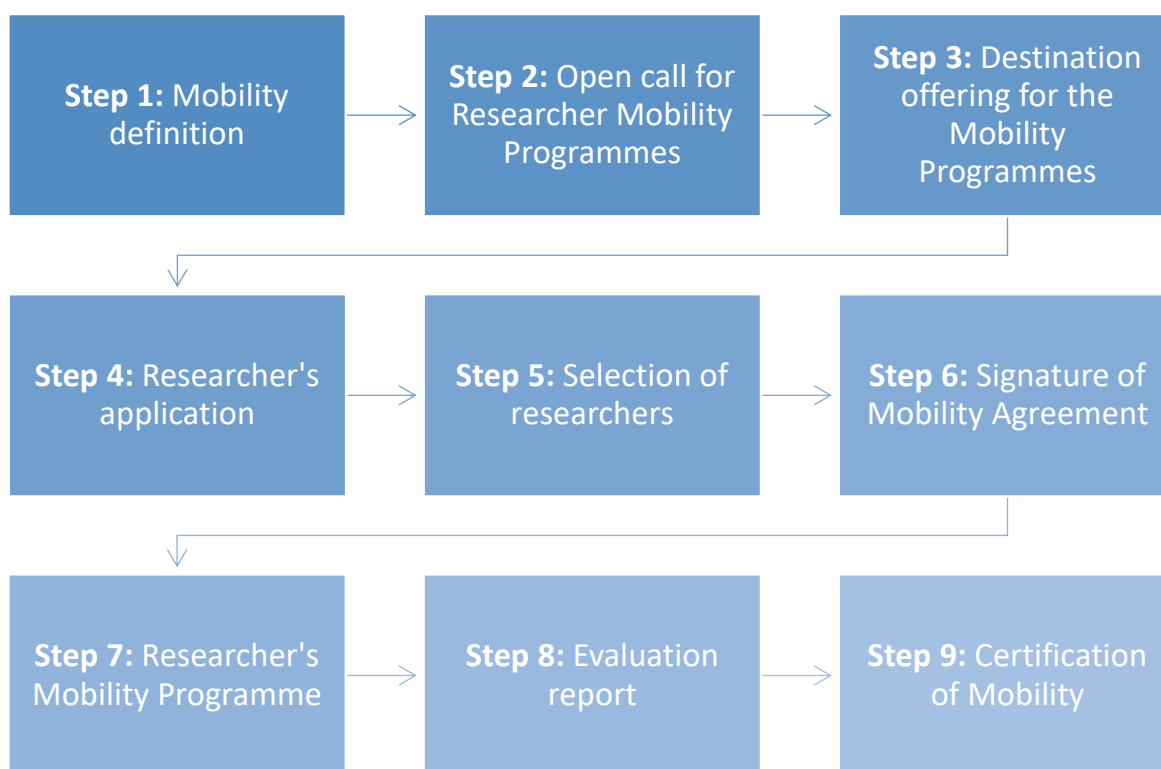 Step 1: Mobility
definition
Step 2: Open call for
Researcher Mobility
Programmes
Step 3: Destination
offering for the
Mobility
Programmes
Step 4: Researcher's
application
Step 5: Selection of
researchers
Step 6: Signature of
Mobility Agreement
Step 7: Researcher's
Mobility Programme
Step 8: Evaluation
report
Step 9: Certification
of Mobility